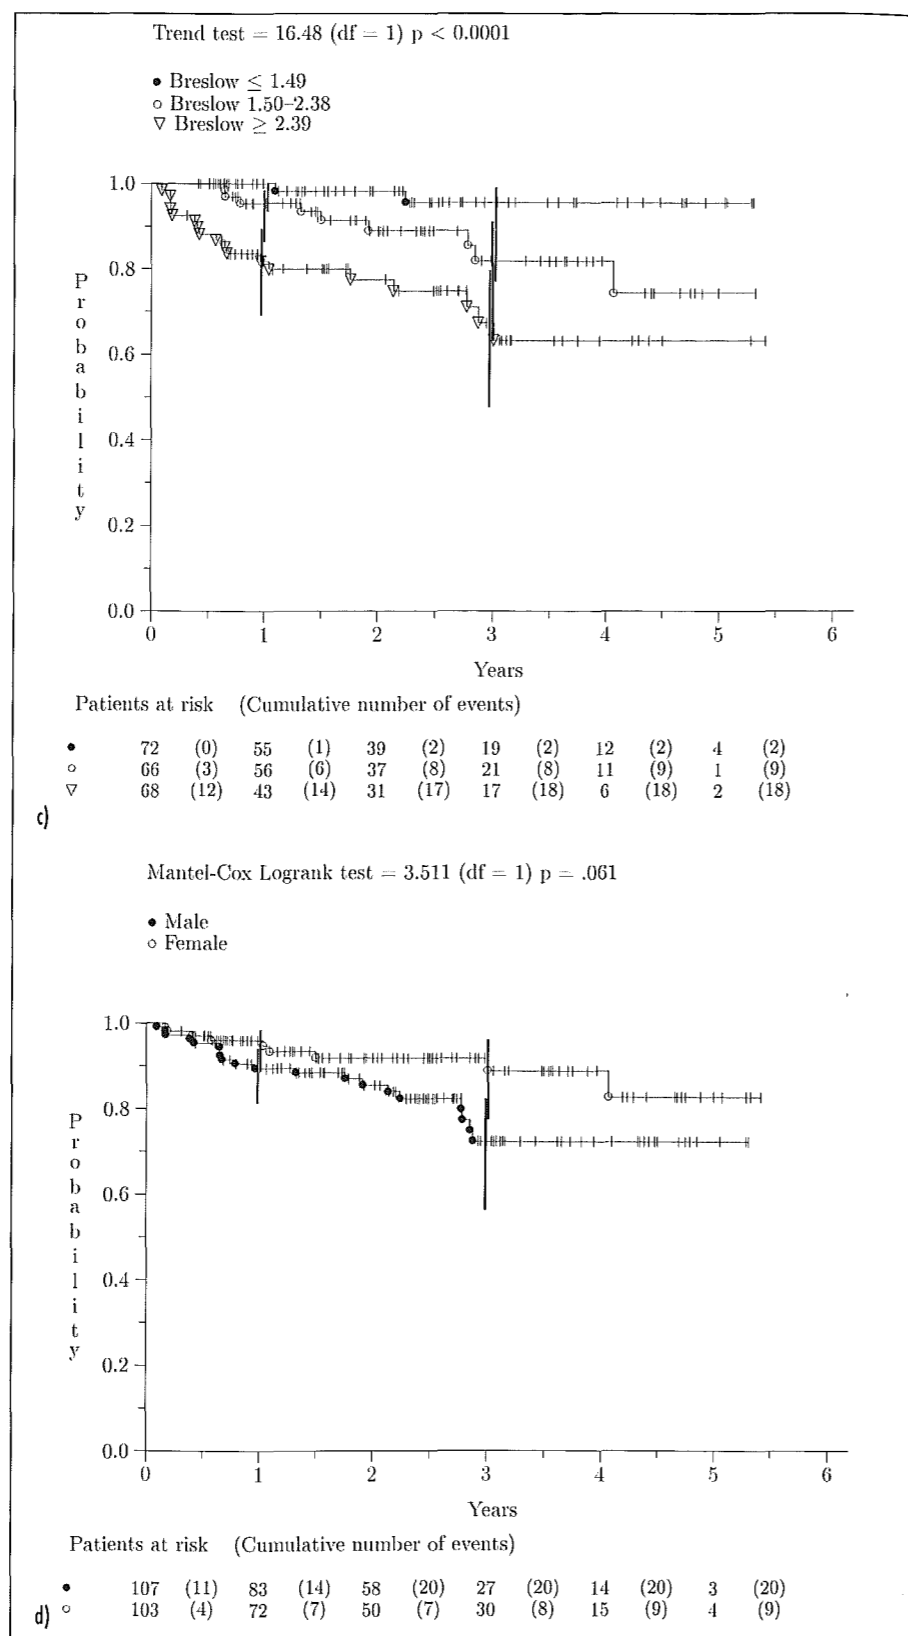 Trend test = 16.48 (df = 1) p < 0.0001
● Breslow ≤ 1.49
○ Breslow 1.50–2.38
▽ Breslow ≥ 2.39
1.0
0.8
0.6
0.4
0.2
0.0
Probability
0 1 2 3 4 5 6
Years
Patients at risk (Cumulative number of events)
● 72 (0) 55 (1) 39 (2) 19 (2) 12 (2) 4 (2)
○ 66 (3) 56 (6) 37 (8) 21 (8) 11 (9) 1 (9)
▽ 68 (12) 43 (14) 31 (17) 17 (18) 6 (18) 2 (18)
c)
Mantel-Cox Logrank test = 3.511 (df = 1) p = .061
● Male
○ Female
1.0
0.8
0.6
0.4
0.2
0.0
Probability
0 1 2 3 4 5 6
Years
Patients at risk (Cumulative number of events)
● 107 (11) 83 (14) 58 (20) 27 (20) 14 (20) 3 (20)
○ 103 (4) 72 (7) 50 (7) 30 (8) 15 (9) 4 (9)
d)